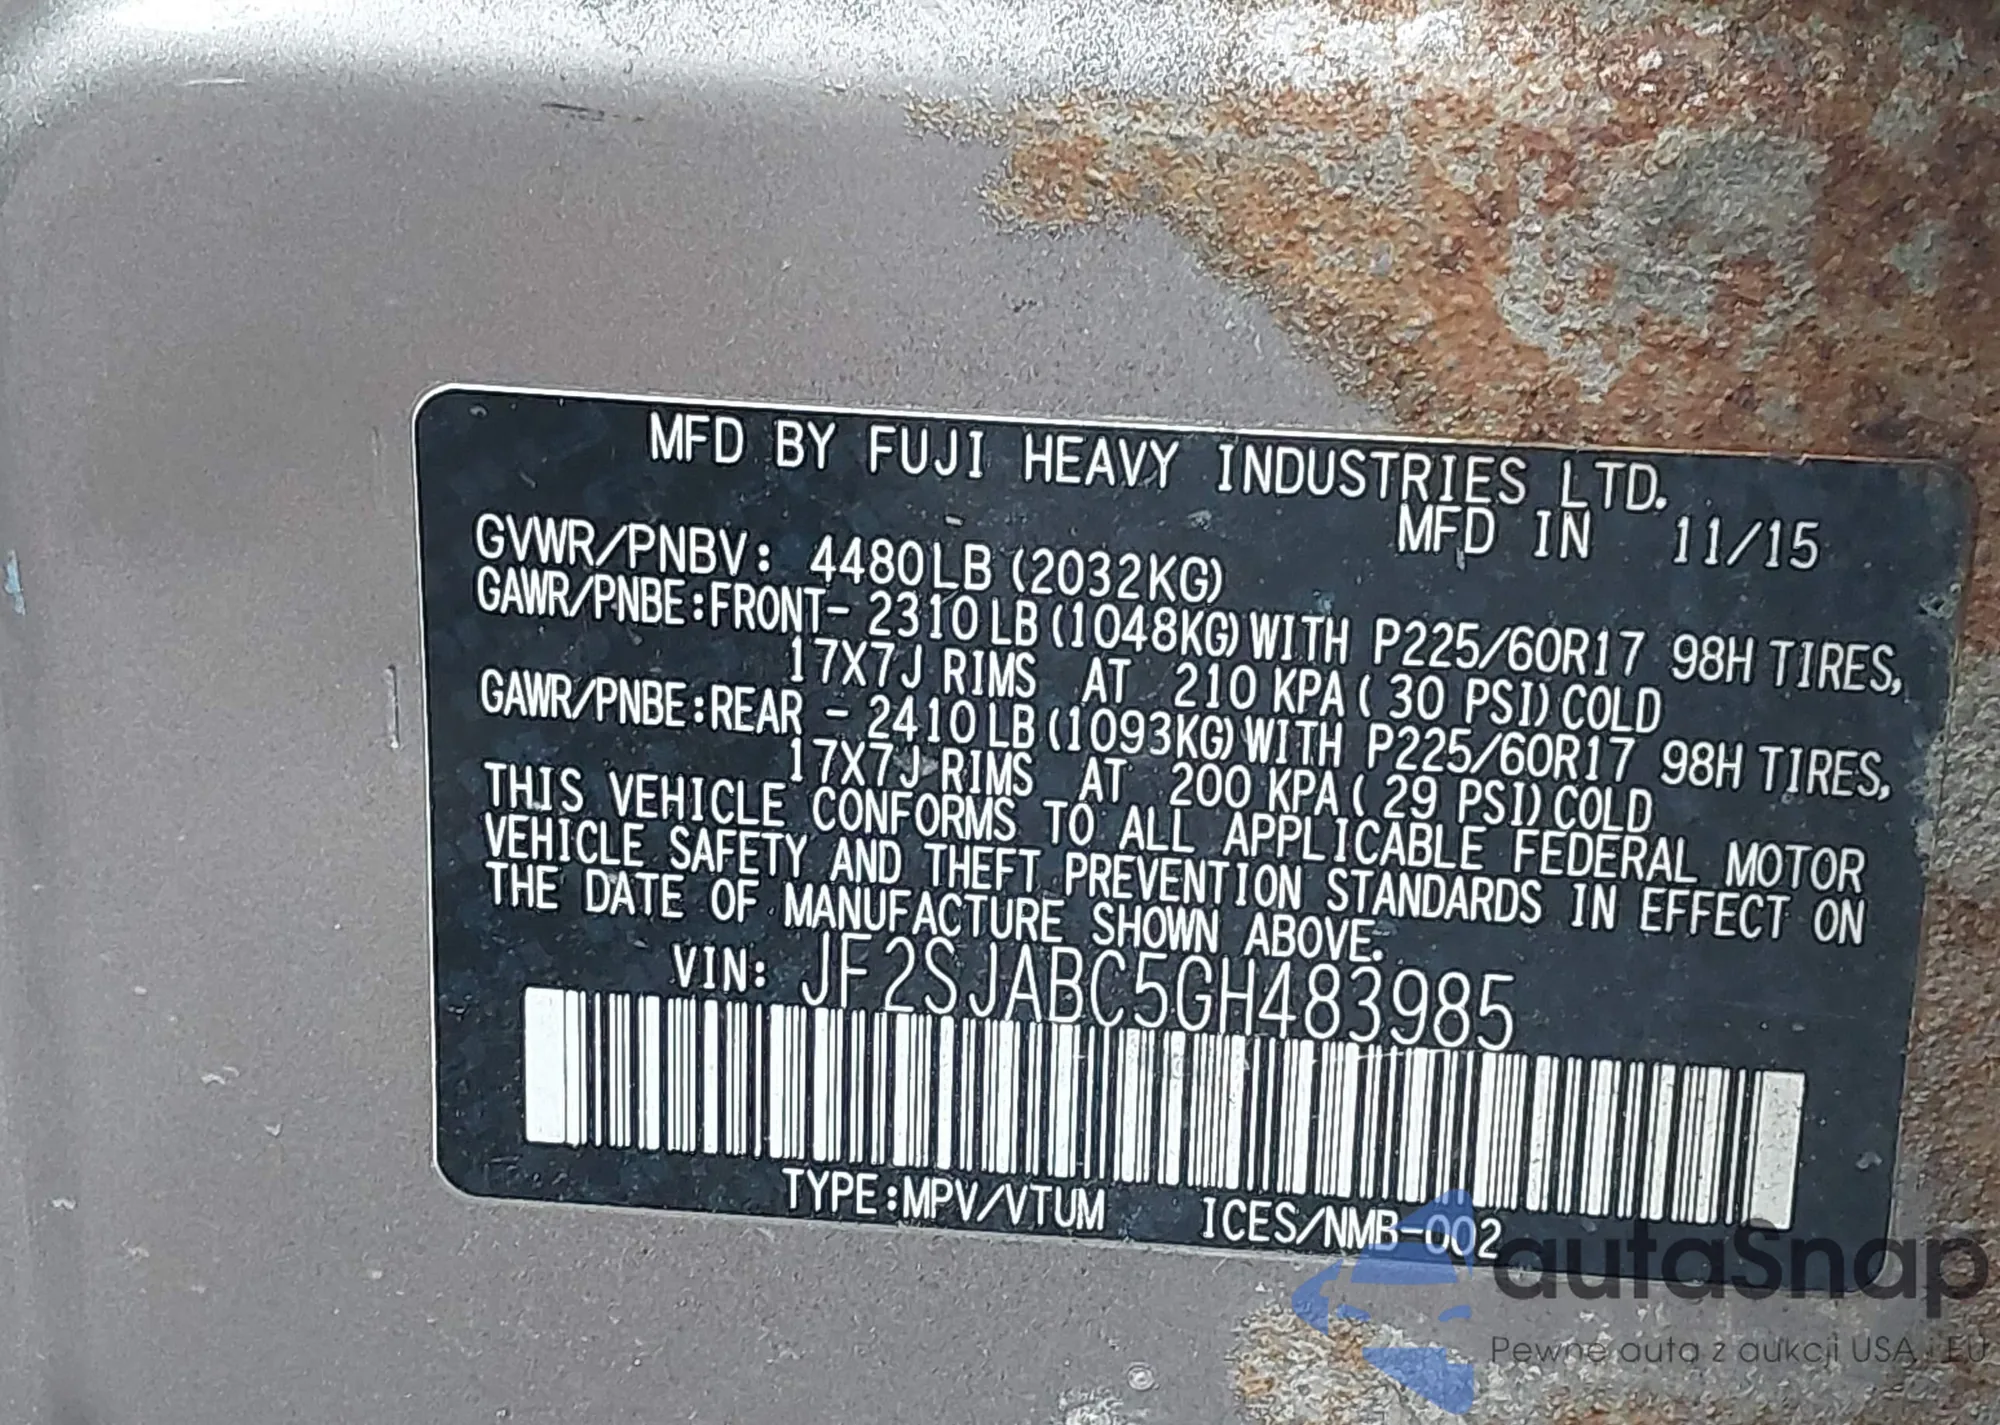 MFD BY FUJI HEAVY INDUSTRIES LTD.
MFD IN 11/15
GVWR/PNBV: 4480LB (2032KG)
GAWR/PNBE:FRONT- 2310LB(1048KG)WITH P225/60R17 98H TIRES,
17X7J RIMS AT 210 KPA( 30 PSI)COLD
GAWR/PNBE:REAR - 2410LB(1093KG)WITH P225/60R17 98H TIRES,
17X7J RIMS AT 200 KPA( 29 PSI)COLD
THIS VEHICLE CONFORMS TO ALL APPLICABLE FEDERAL MOTOR
VEHICLE SAFETY AND THEFT PREVENTION STANDARDS IN EFFECT ON
THE DATE OF MANUFACTURE SHOWN ABOVE.
VIN: JF2SJABC5GH483985
TYPE:MPV/VTUM ICES/NMB-002
autaSnap
Pewne auta z aukcji USA i EU